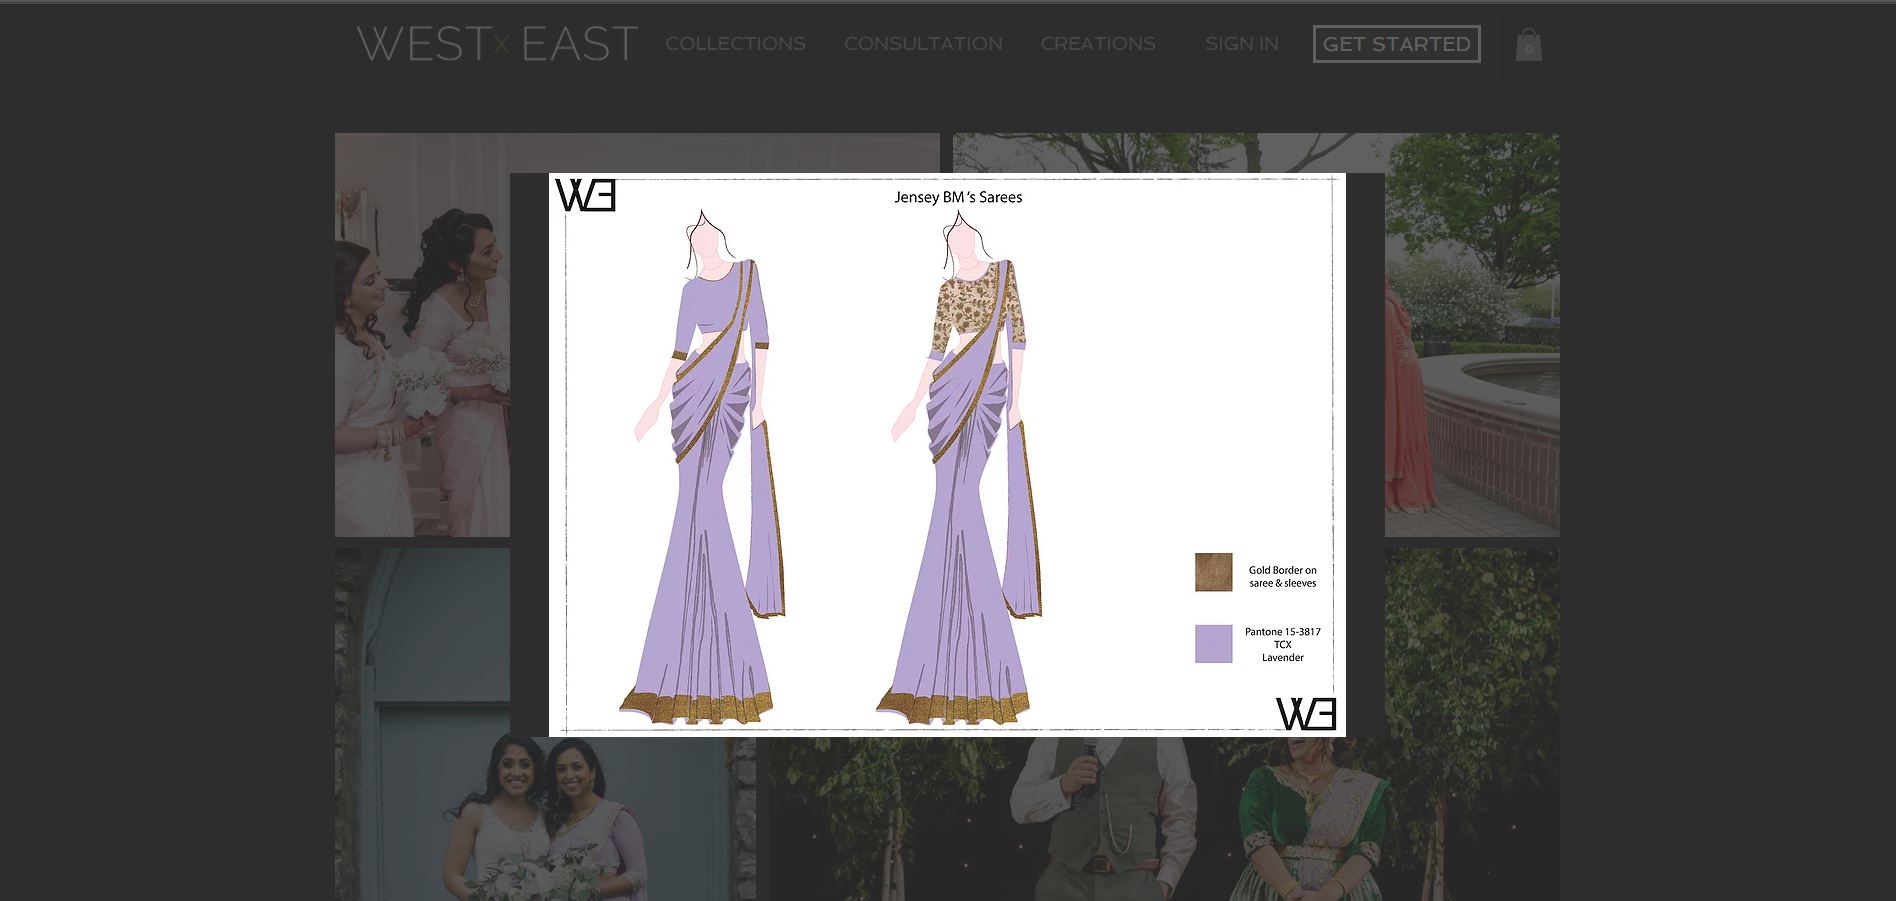 WEST x EAST
COLLECTIONS
CONSULTATION
CREATIONS
SIGN IN
GET STARTED
0
WE
Jensey BM 's Sarees
Gold Border on
saree & sleeves
Pantone 15-3817
TCX
Lavender
WE